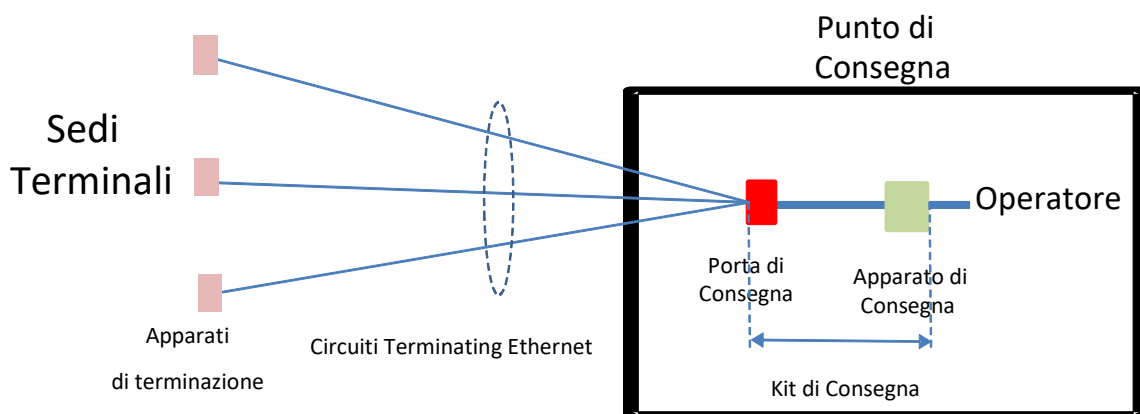 Punto di
Consegna
Sedi
Terminali
Operatore
Porta di
Consegna
Apparato di
Consegna
Apparati
di terminazione
Circuiti Terminating Ethernet
Kit di Consegna